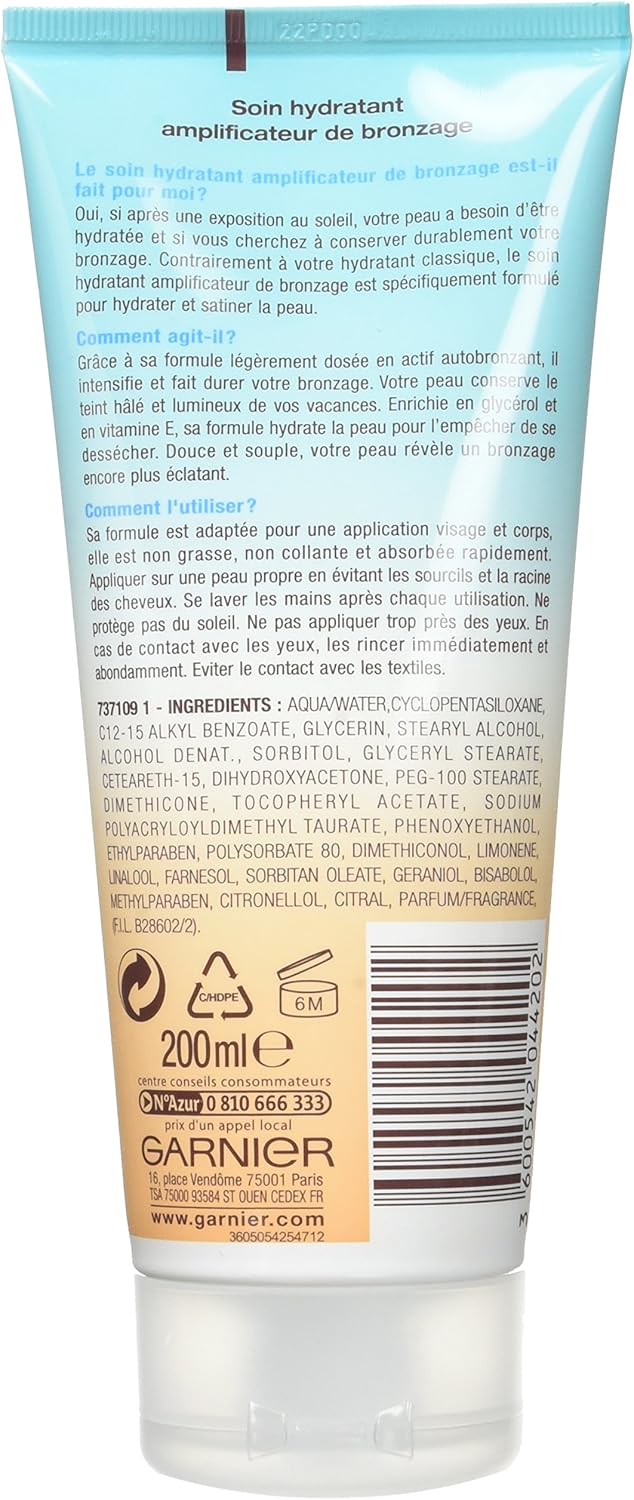 22P000
Soin hydratant
amplificateur de bronzage
Le soin hydratant amplificateur de bronzage est-il
fait pour moi?
Oui, si après une exposition au soleil, votre peau a besoin d'être
hydratée et si vous cherchez à conserver durablement votre
bronzage. Contrairement à votre hydratant classique, le soin
hydratant amplificateur de bronzage est spécifiquement formulé
pour hydrater et satiner la peau.
Comment agit-il?
Grâce à sa formule légèrement dosée en actif autobronzant, il
intensifie et fait durer votre bronzage. Votre peau conserve le
teint hâlé et lumineux de vos vacances. Enrichie en glycérol et
en vitamine E, sa formule hydrate la peau pour l'empêcher de se
dessécher. Douce et souple, votre peau révèle un bronzage
encore plus éclatant.
Comment l'utiliser?
Sa formule est adaptée pour une application visage et corps,
elle est non grasse, non collante et absorbée rapidement.
Appliquer sur une peau propre en évitant les sourcils et la racine
des cheveux. Se laver les mains après chaque utilisation. Ne
protège pas du soleil. Ne pas appliquer trop près des yeux. En
cas de contact avec les yeux, les rincer immédiatement et
abondamment. Eviter le contact avec les textiles.
737109 1 - INGREDIENTS : AQUA/WATER,CYCLOPENTASILOXANE,
C12-15 ALKYL BENZOATE, GLYCERIN, STEARYL ALCOHOL,
ALCOHOL DENAT., SORBITOL, GLYCERYL STEARATE,
CETEARETH-15, DIHYDROXYACETONE, PEG-100 STEARATE,
DIMETHICONE, TOCOPHERYL ACETATE, SODIUM
POLYACRYLOYLDIMETHYL TAURATE, PHENOXYETHANOL,
ETHYLPARABEN, POLYSORBATE 80, DIMETHICONOL, LIMONENE,
LINALOOL, FARNESOL, SORBITAN OLEATE, GERANIOL, BISABOLOL,
METHYLPARABEN, CITRONELLOL, CITRAL, PARFUM/FRAGRANCE,
(F.I.L. B28602/2).
C/HDPE
6M
200ml e
centre conseils consommateurs
N°Azur 0 810 666 333
prix d'un appel local
GARNIER
16, place Vendôme 75001 Paris
TSA 75000 93584 ST OUEN CEDEX FR
www.garnier.com
3605054254712
3 600542 044202